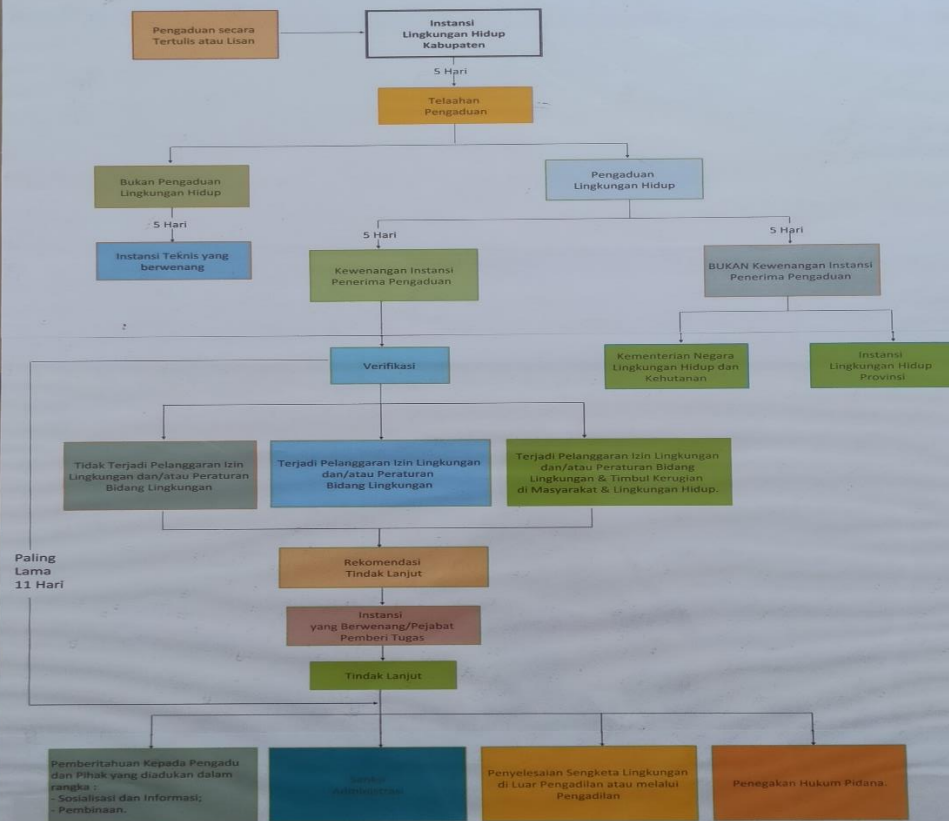 Pengaduan secara
Tertulis atau Lisan
Instansi
Lingkungan Hidup
Kabupaten
5 Hari
Telaahan
Pengaduan
Bukan Pengaduan
Lingkungan Hidup
Pengaduan
Lingkungan Hidup
5 Hari
5 Hari
5 Hari
Instansi Teknis yang
berwenang
Kewenangan Instansi
Penerima Pengaduan
BUKAN Kewenangan Instansi
Penerima Pengaduan
Verifikasi
Kementerian Negara
Lingkungan Hidup dan
Kehutanan
Instansi
Lingkungan Hidup
Provinsi
Tidak Terjadi Pelanggaran Izin
Lingkungan dan/atau Peraturan
Bidang Lingkungan
Terjadi Pelanggaran Izin Lingkungan
dan/atau Peraturan
Bidang Lingkungan
Terjadi Pelanggaran Izin Lingkungan
dan/atau Peraturan Bidang
Lingkungan & Timbul Kerugian
di Masyarakat & Lingkungan Hidup.
Paling
Lama
11 Hari
Rekomendasi
Tindak Lanjut
Instansi
yang Berwenang/Pejabat
Pemberi Tugas
Tindak Lanjut
Pemberitahuan Kepada Pengadu
dan Pihak yang diadukan dalam
rangka :
- Sosialisasi dan Informasi;
- Pembinaan.
Sanksi
Administrasi
Penyelesaian Sengketa Lingkungan
di Luar Pengadilan atau melalui
Pengadilan
Penegakan Hukum Pidana.